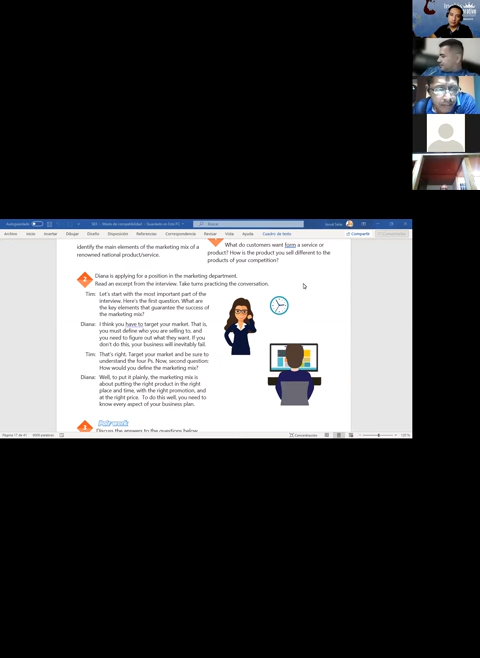 Autoguardado
Buscar
Archivo Inicio Insertar Dibujar Diseño Disposición Referencias Correspondencia Revisar Vista Ayuda Cuadro de texto
Compartir
identify the main elements of the marketing mix of a
renowned national product/service.
What do customers want form a service or
product? How is the product you sell different to the
products of your competition?
2 Diana is applying for a position in the marketing department.
Read an excerpt from the interview. Take turns practicing the conversation.
Tim: Let's start with the most important part of the
interview. Here's the first question. What are
the key elements that guarantee the success of
the marketing mix?
Diana: I think you have to target your market. That is,
you must define who you are selling to, and
you need to figure out what they want. If you
don't do this, your business will inevitably fail.
Tim: That's right. Target your market and be sure to
understand the four Ps. Now, second question:
How would you define the marketing mix?
Diana: Well, to put it plainly, the marketing mix is
about putting the right product in the right
place and time, with the right promotion, and
at the right price. To do this well, you need to
know every aspect of your business plan.
3 Pair work
Discuss the answers to the questions below